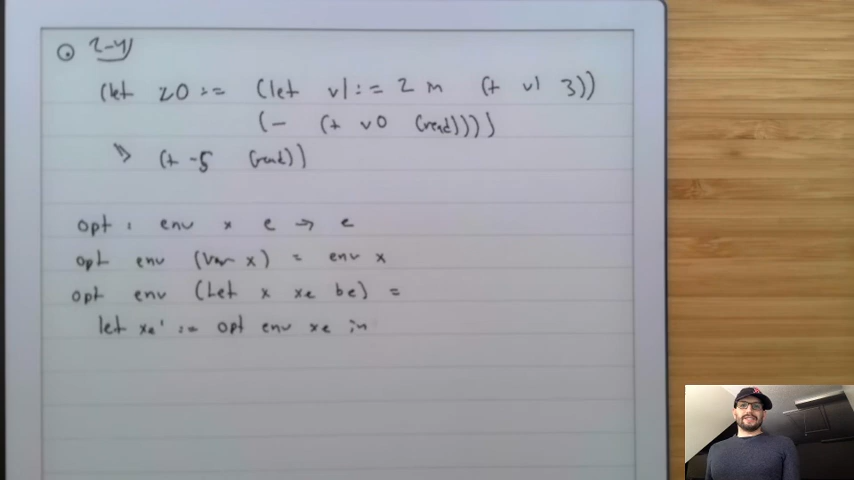 2-4)
(let v0 := (let v1 := 2 in (+ v1 3))
(- (+ v0 (read))))
(+ -5 (read))
opt : env x e → e
opt env (Var x) = env x
opt env (Let x xe be) =
let xe' := opt env xe in